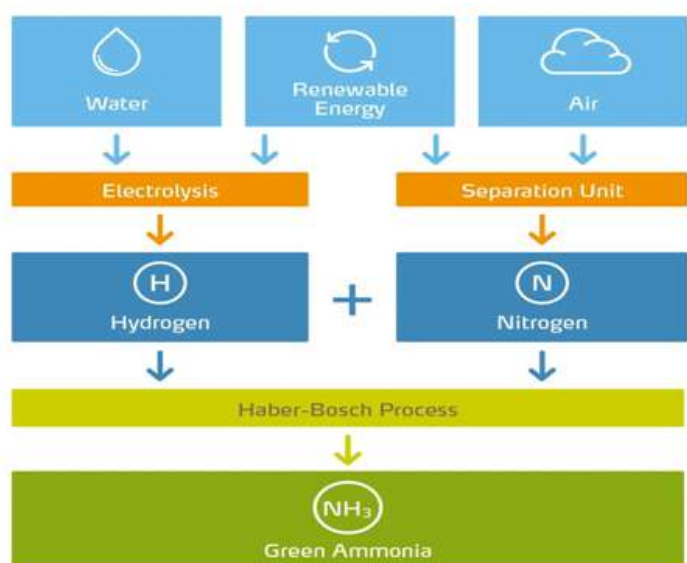 Water
Renewable
Energy
Air
Electrolysis
Separation Unit
H
Hydrogen
+
N
Nitrogen
Haber-Bosch Process
NH₃
Green Ammonia